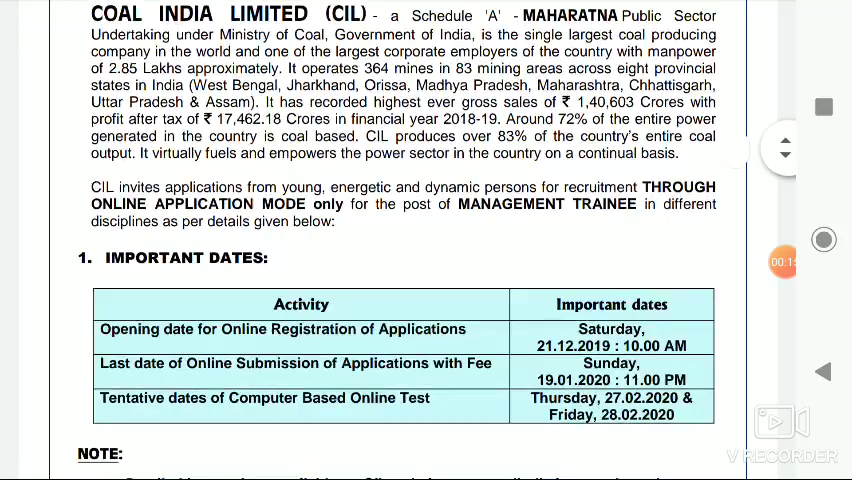 COAL INDIA LIMITED (CIL) - a Schedule 'A' - MAHARATNA Public Sector
Undertaking under Ministry of Coal, Government of India, is the single largest coal producing
company in the world and one of the largest corporate employers of the country with manpower
of 2.85 Lakhs approximately. It operates 364 mines in 83 mining areas across eight provincial
states in India (West Bengal, Jharkhand, Orissa, Madhya Pradesh, Maharashtra, Chhattisgarh,
Uttar Pradesh & Assam). It has recorded highest ever gross sales of ₹ 1,40,603 Crores with
profit after tax of ₹ 17,462.18 Crores in financial year 2018-19. Around 72% of the entire power
generated in the country is coal based. CIL produces over 83% of the country's entire coal
output. It virtually fuels and empowers the power sector in the country on a continual basis.
CIL invites applications from young, energetic and dynamic persons for recruitment THROUGH
ONLINE APPLICATION MODE only for the post of MANAGEMENT TRAINEE in different
disciplines as per details given below:
1. IMPORTANT DATES:
Activity Important dates
Opening date for Online Registration of Applications Saturday,
21.12.2019 : 10.00 AM
Last date of Online Submission of Applications with Fee Sunday,
19.01.2020 : 11.00 PM
Tentative dates of Computer Based Online Test Thursday, 27.02.2020 &
Friday, 28.02.2020
NOTE:
00:15
V RECORDER